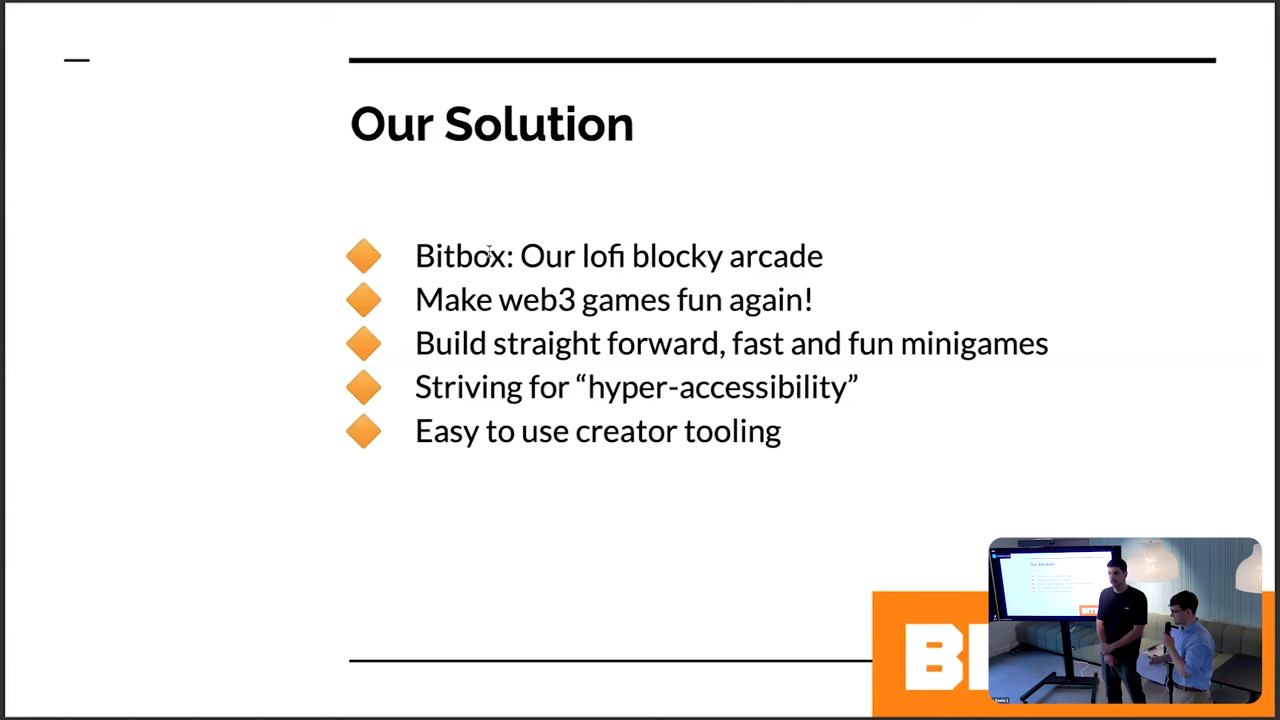 Our Solution
Bitbox: Our lofi blocky arcade
Make web3 games fun again!
Build straight forward, fast and fun minigames
Striving for “hyper-accessibility”
Easy to use creator tooling